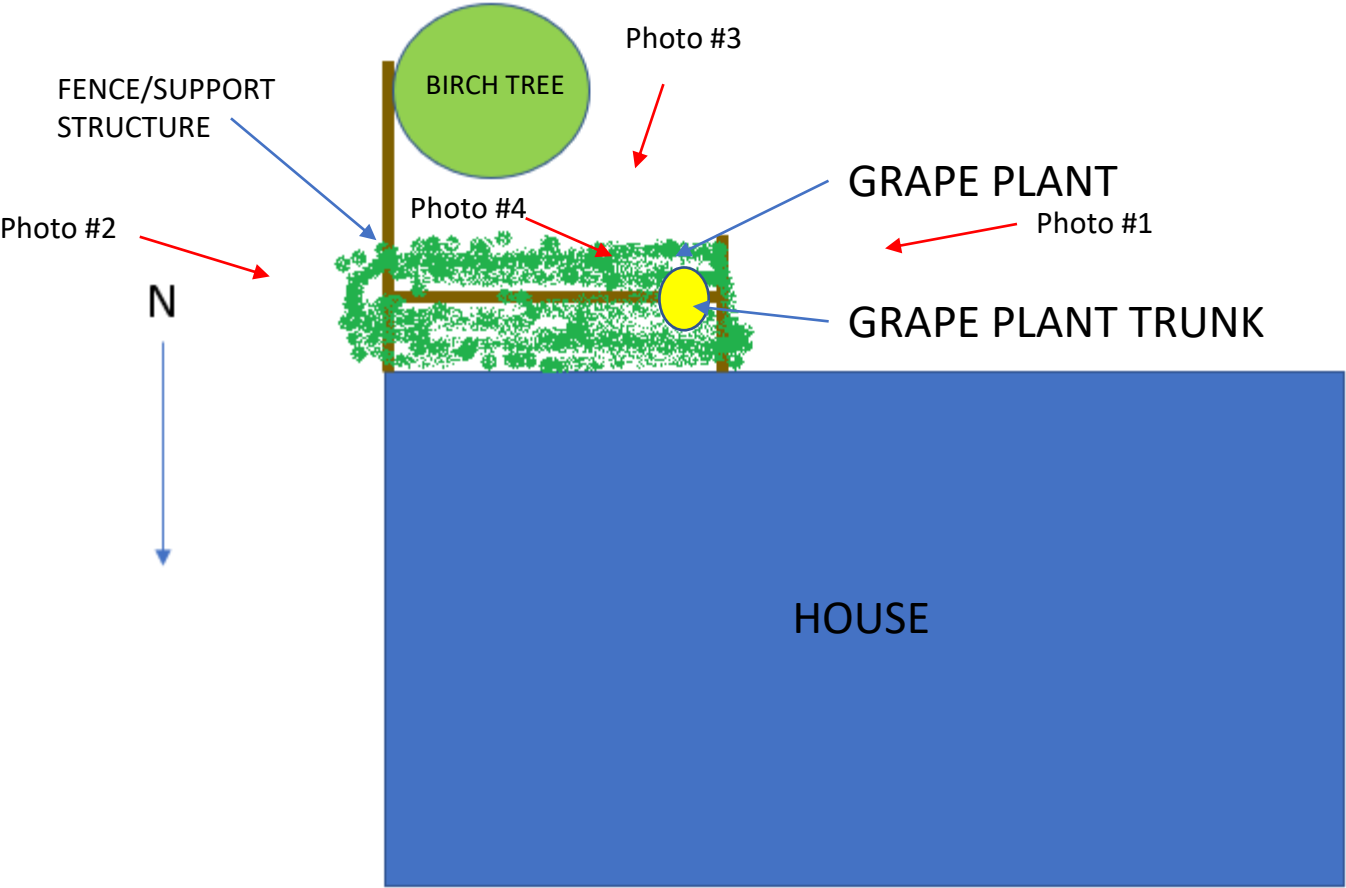 Photo #3
BIRCH TREE
FENCE/SUPPORT
STRUCTURE
GRAPE PLANT
Photo #4
Photo #1
Photo #2
N
GRAPE PLANT TRUNK
HOUSE